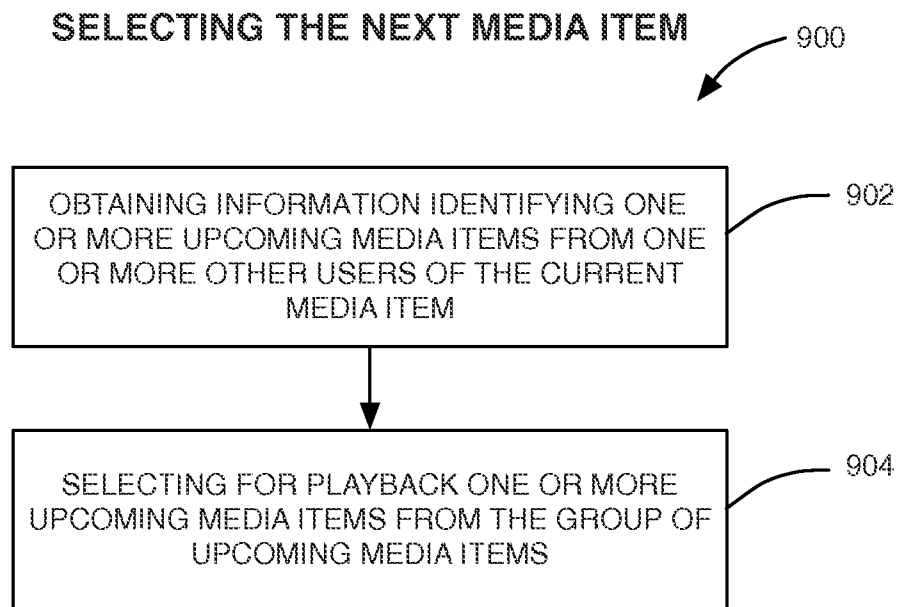 SELECTING THE NEXT MEDIA ITEM
900
OBTAINING INFORMATION IDENTIFYING ONE
OR MORE UPCOMING MEDIA ITEMS FROM ONE
OR MORE OTHER USERS OF THE CURRENT
MEDIA ITEM
902
SELECTING FOR PLAYBACK ONE OR MORE
UPCOMING MEDIA ITEMS FROM THE GROUP OF
UPCOMING MEDIA ITEMS
904